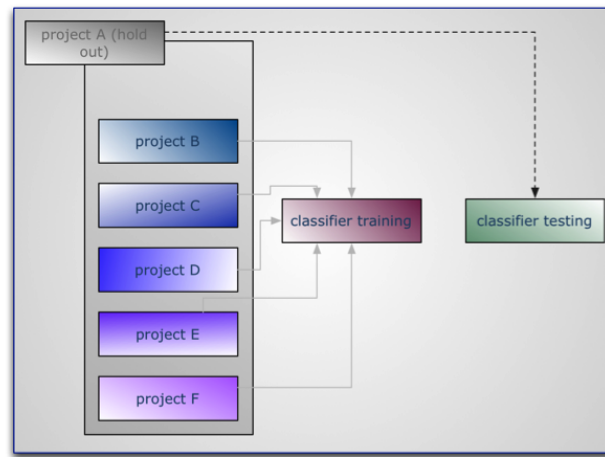 project A (hold
out)
project B
project C
classifier training
classifier testing
project D
project E
project F